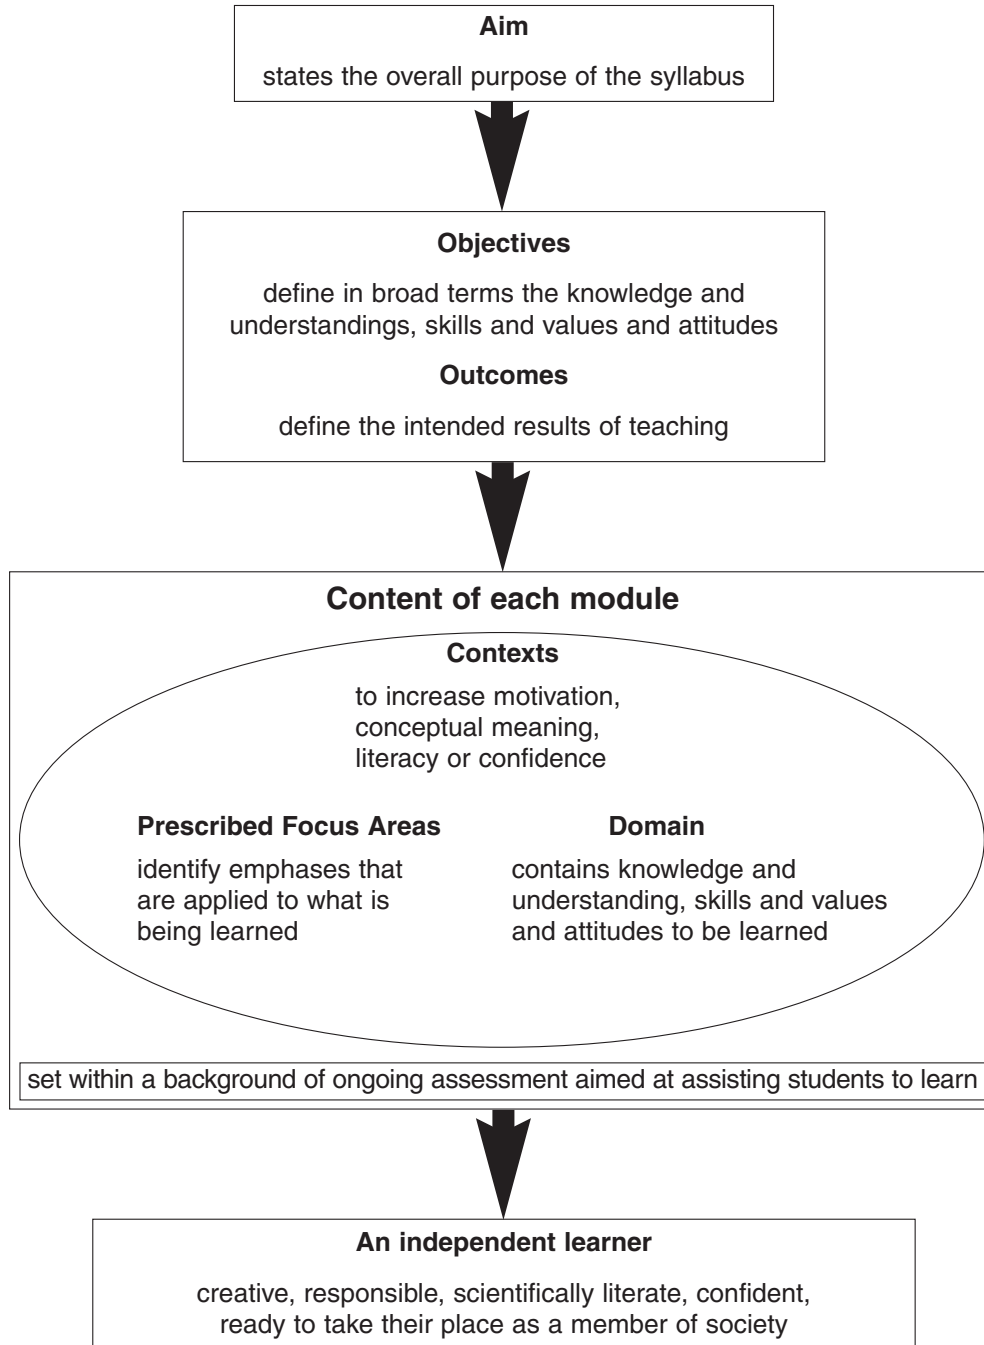 Aim
states the overall purpose of the syllabus
Objectives
define in broad terms the knowledge and
understandings, skills and values and attitudes
Outcomes
define the intended results of teaching
Content of each module
Contexts
to increase motivation,
conceptual meaning,
literacy or confidence
Prescribed Focus Areas
identify emphases that
are applied to what is
being learned
Domain
contains knowledge and
understanding, skills and values
and attitudes to be learned
set within a background of ongoing assessment aimed at assisting students to learn
An independent learner
creative, responsible, scientifically literate, confident,
ready to take their place as a member of society